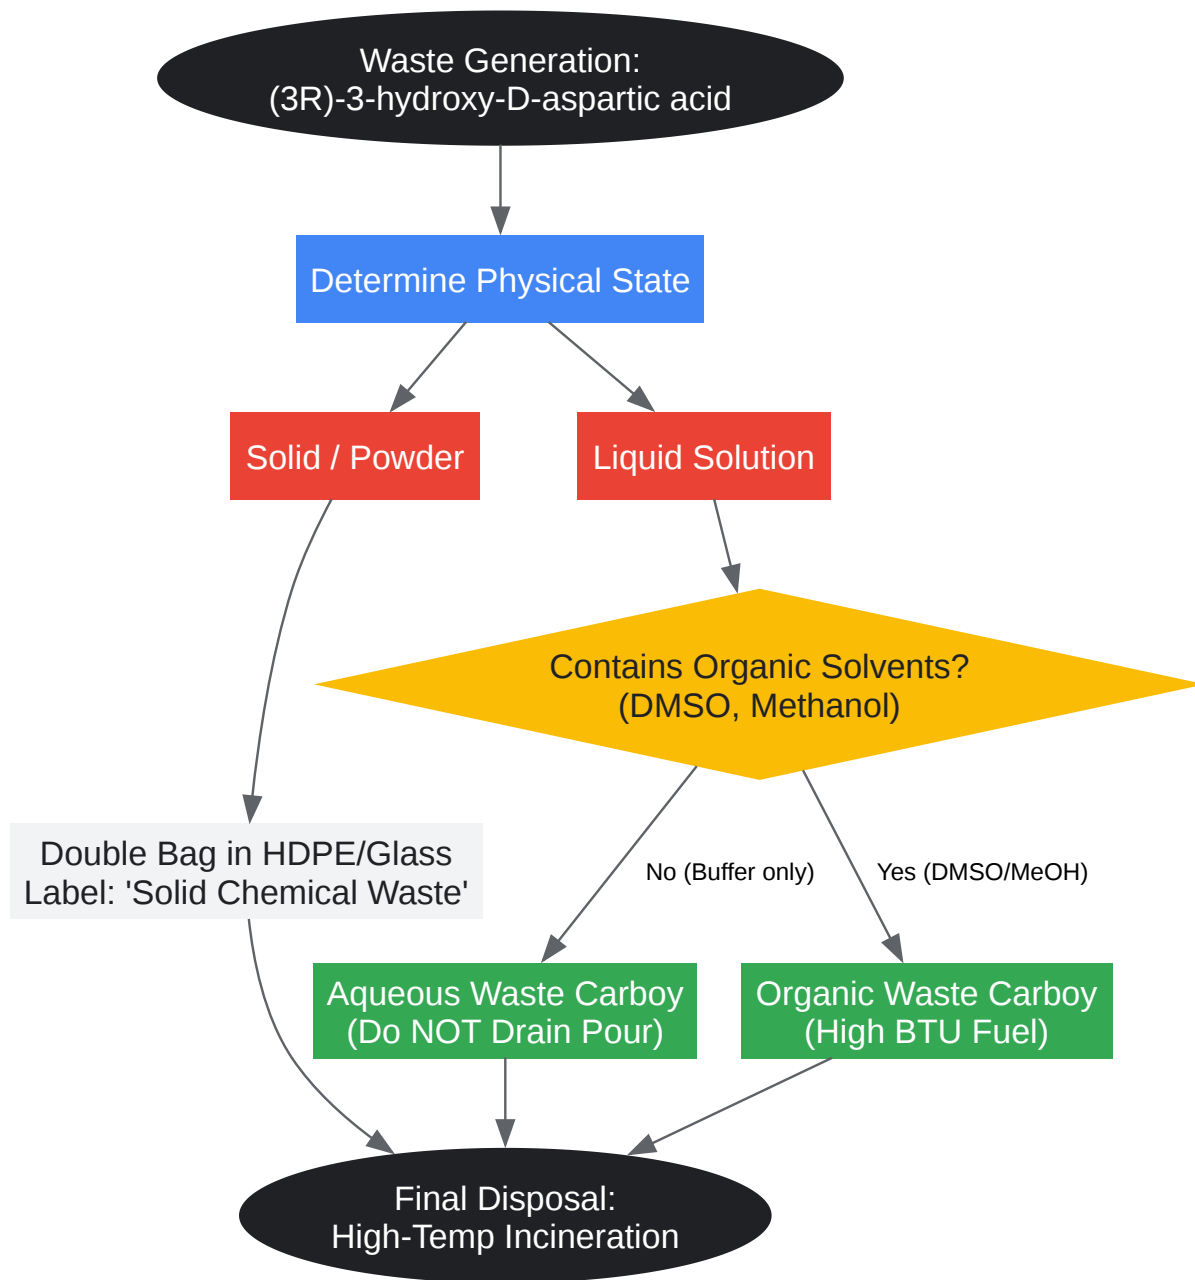 Waste Generation:
(3R)-3-hydroxy-D-aspartic acid
Determine Physical State
Solid / Powder
Liquid Solution
Contains Organic Solvents?
(DMSO, Methanol)
Double Bag in HDPE/Glass
Label: 'Solid Chemical Waste'
No (Buffer only)
Yes (DMSO/MeOH)
Aqueous Waste Carboy
(Do NOT Drain Pour)
Organic Waste Carboy
(High BTU Fuel)
Final Disposal:
High-Temp Incineration